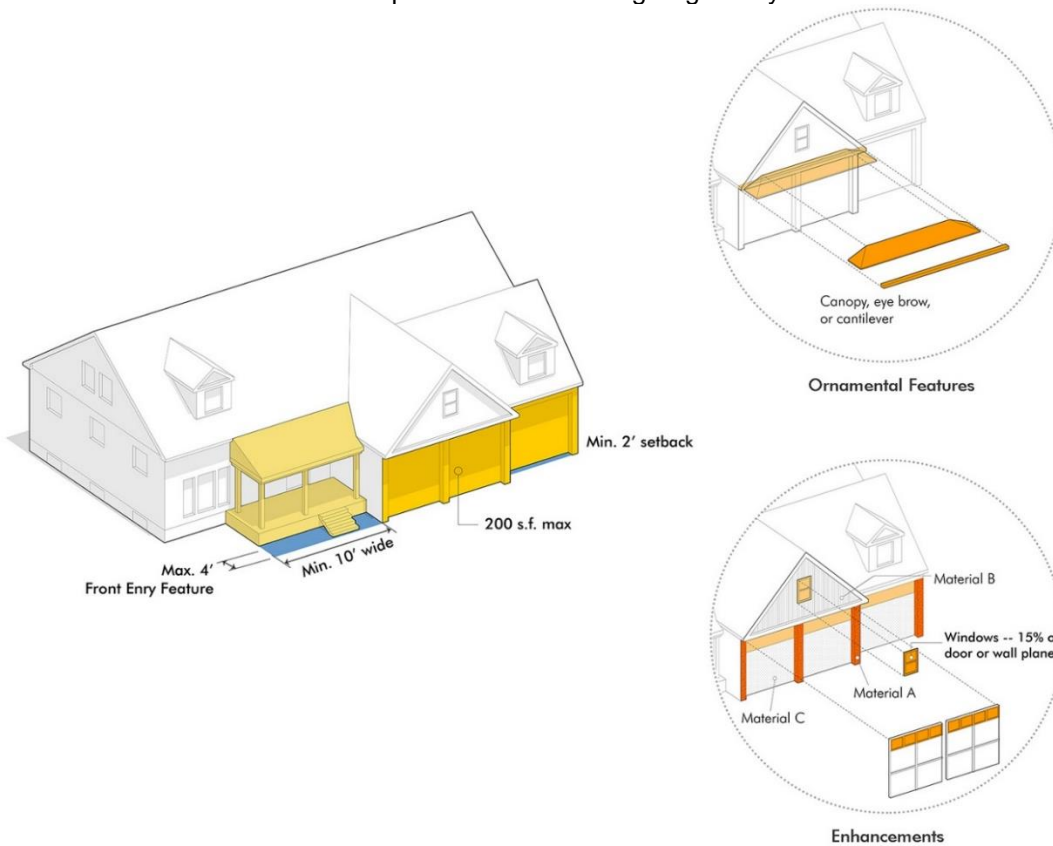 Canopy, eye brow,
or cantilever
Ornamental Features
Min. 2' setback
200 s.f. max
Min. 10' wide
Max. 4'
Front Enry Feature
Material B
Windows -- 15% o
door or wall plane
Material A
Material C
Enhancements